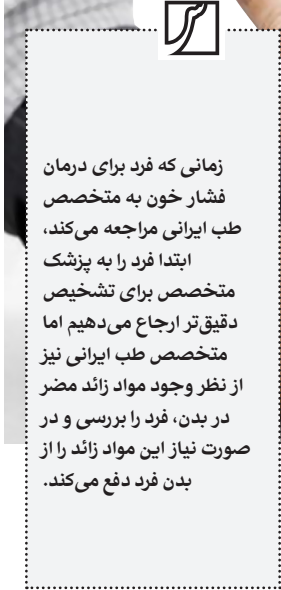 زمانی که فرد برای درمان
فشار خون به متخصص
طب ایرانی مراجعه می‌کند،
ابتدا فرد را به پزشک
متخصص برای تشخیص
دقیق‌تر ارجاع می‌دهیم اما
متخصص طب ایرانی نیز
از نظر وجود مواد زائد مضر
در بدن، فرد را بررسی و در
صورت نیاز این مواد زائد را از
بدن فرد دفع می‌کند.